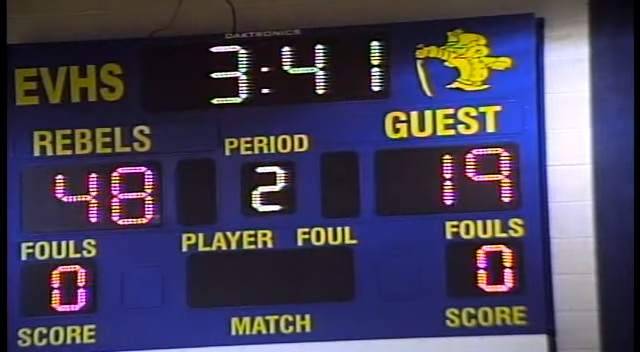 DAKTRONICS
EVHS 3:41
REBELS PERIOD GUEST
48 2 19
FOULS PLAYER FOUL FOULS
0 0
SCORE MATCH SCORE